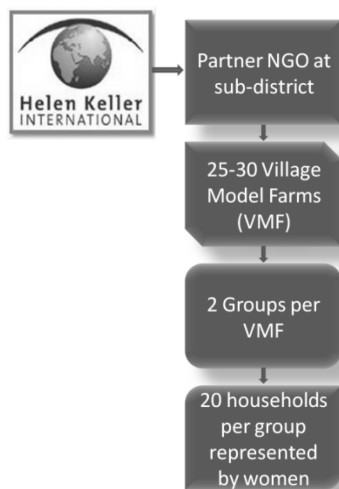 Helen Keller
INTERNATIONAL
Partner NGO at
sub-district
25-30 Village
Model Farms
(VMF)
2 Groups per
VMF
20 households
per group
represented
by women